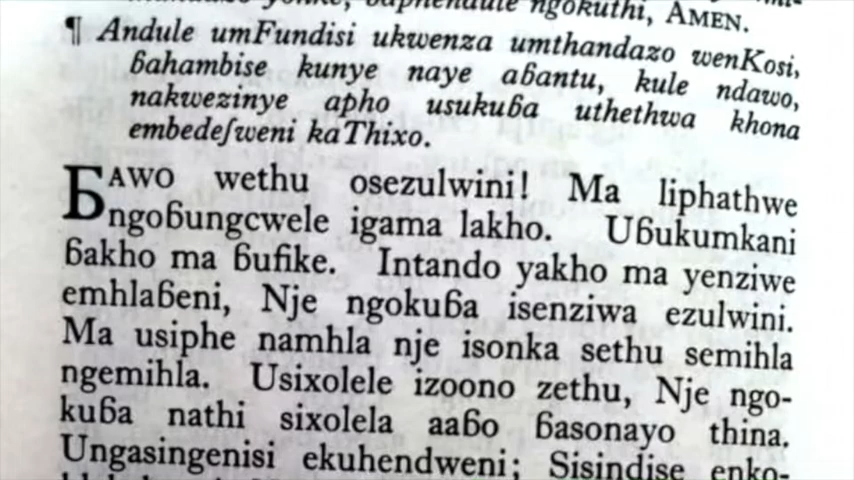 ngokuthi, AMEN.
¶ Andule umFundisi ukwenza umthandazo wenKosi,
ɓahambise kunye naye aɓantu, kule ndawo,
nakwezinye apho usukuɓa uthethwa khona
embedeʃweni kaThixo.
ƁAWO wethu osezulwini! Ma liphathwe
ngoɓungcwele igama lakho. Uɓukumkani
ɓakho ma ɓufike. Intando yakho ma yenziwe
emhlaɓeni, Nje ngokuɓa isenziwa ezulwini.
Ma usiphe namhla nje isonka sethu semihla
ngemihla. Usixolele izoono zethu, Nje ngo-
kuɓa nathi sixolela aaɓo ɓasonayo thina.
Ungasingenisi ekuhendweni; Sisindise enko-